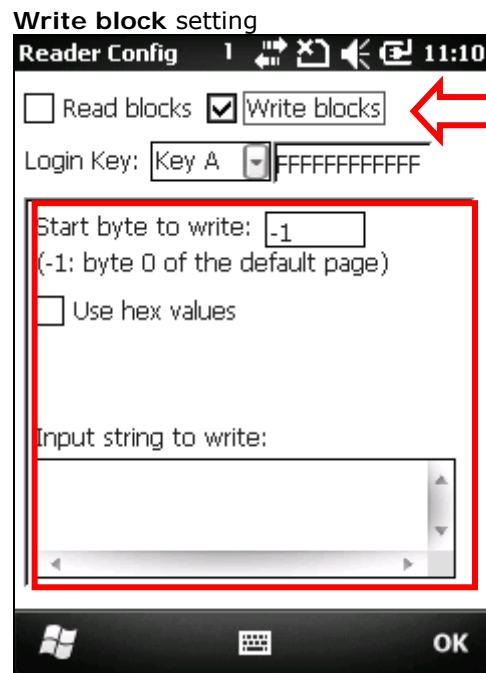 Write block setting
Reader Config 11:10
Read blocks Write blocks
Login Key: Key A FFFFFFFFFFFF
Start byte to write: -1
(-1: byte 0 of the default page)
Use hex values
Input string to write:
OK